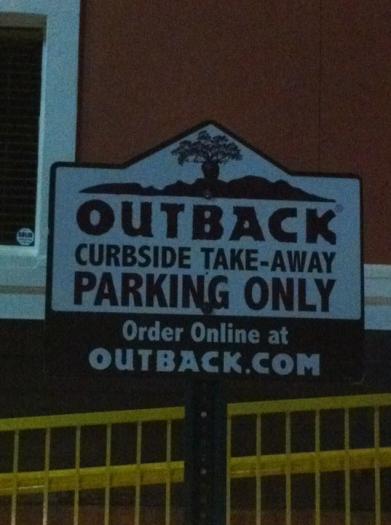 OUTBACK®
CURBSIDE TAKE-AWAY
PARKING ONLY
Order Online at
OUTBACK.COM